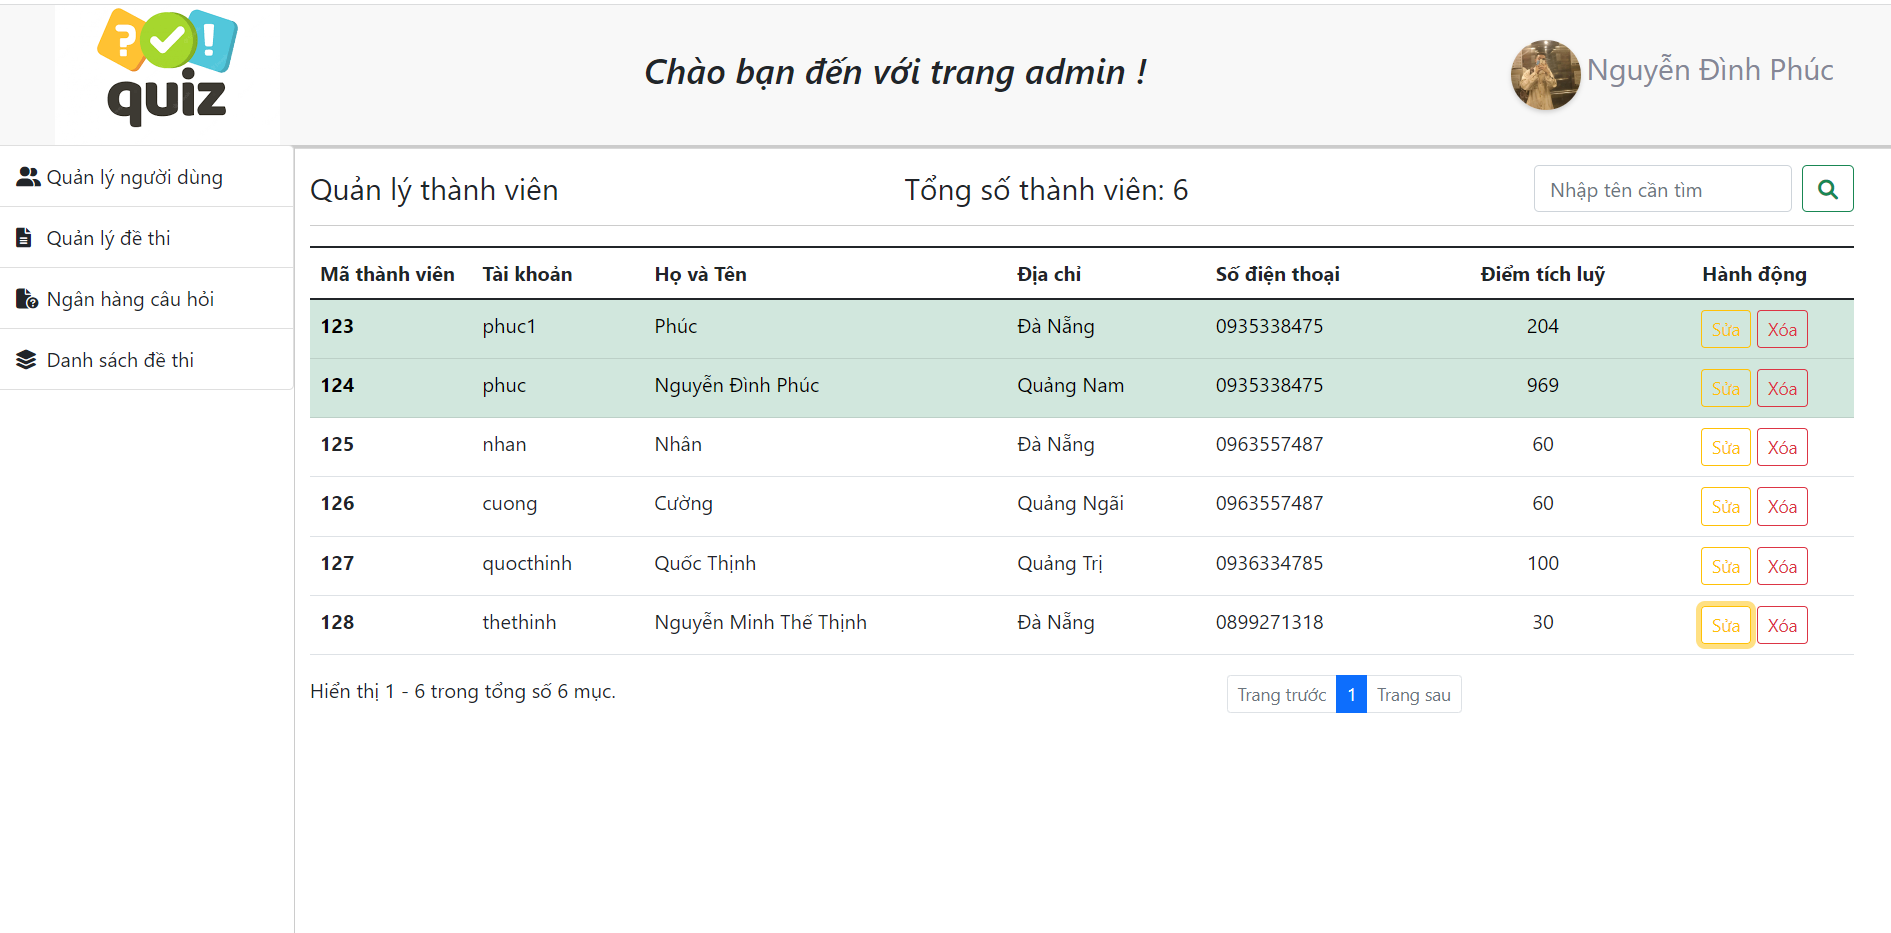 ? !
quiz
Chào bạn đến với trang admin !
Nguyễn Đình Phúc
Quản lý người dùng
Quản lý đề thi
Ngân hàng câu hỏi
Danh sách đề thi
Quản lý thành viên Tổng số thành viên: 6 Nhập tên cần tìm
Mã thành viên Tài khoản Họ và Tên Địa chỉ Số điện thoại Điểm tích luỹ Hành động
123 phuc1 Phúc Đà Nẵng 0935338475 204 Sửa Xóa
124 phuc Nguyễn Đình Phúc Quảng Nam 0935338475 969 Sửa Xóa
125 nhan Nhân Đà Nẵng 0963557487 60 Sửa Xóa
126 cuong Cường Quảng Ngãi 0963557487 60 Sửa Xóa
127 quocthinh Quốc Thịnh Quảng Trị 0936334785 100 Sửa Xóa
128 thethinh Nguyễn Minh Thế Thịnh Đà Nẵng 0899271318 30 Sửa Xóa
Hiển thị 1 - 6 trong tổng số 6 mục. Trang trước 1 Trang sau